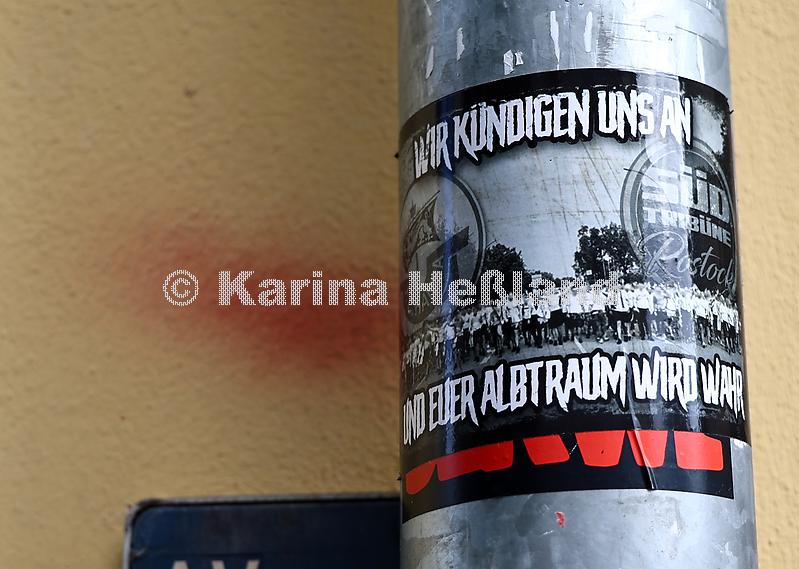 WIR KÜNDIGEN UNS AN
SÜD
TRIBÜNE
Rostock
© Karina Heßland
UND EUER ALBTRAUM WIRD WAHR